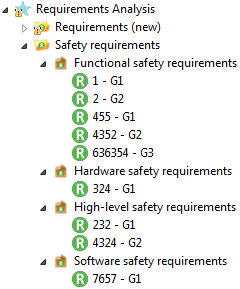 Requirements Analysis
Requirements (new)
Safety requirements
Functional safety requirements
R 1 - G1
R 2 - G2
R 455 - G1
R 4352 - G2
R 636354 - G3
Hardware safety requirements
R 324 - G1
High-level safety requirements
R 232 - G1
R 4324 - G2
Software safety requirements
R 7657 - G1